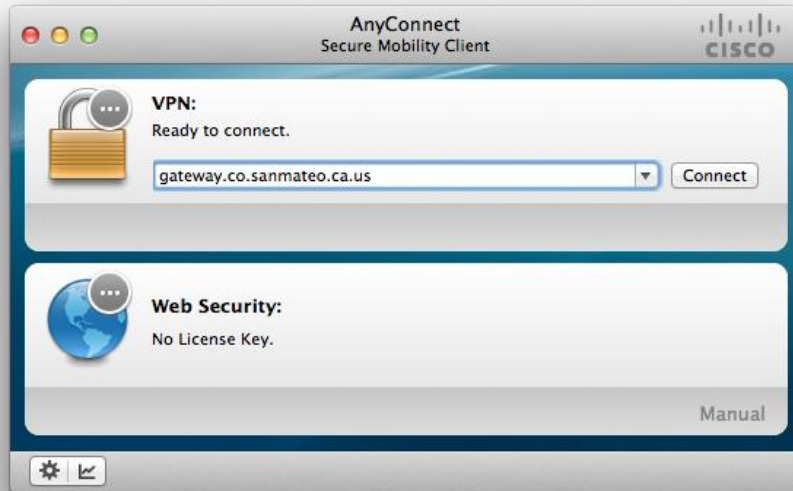 AnyConnect
Secure Mobility Client
CISCO
VPN:
Ready to connect.
gateway.co.sanmateo.ca.us
Connect
Web Security:
No License Key.
Manual